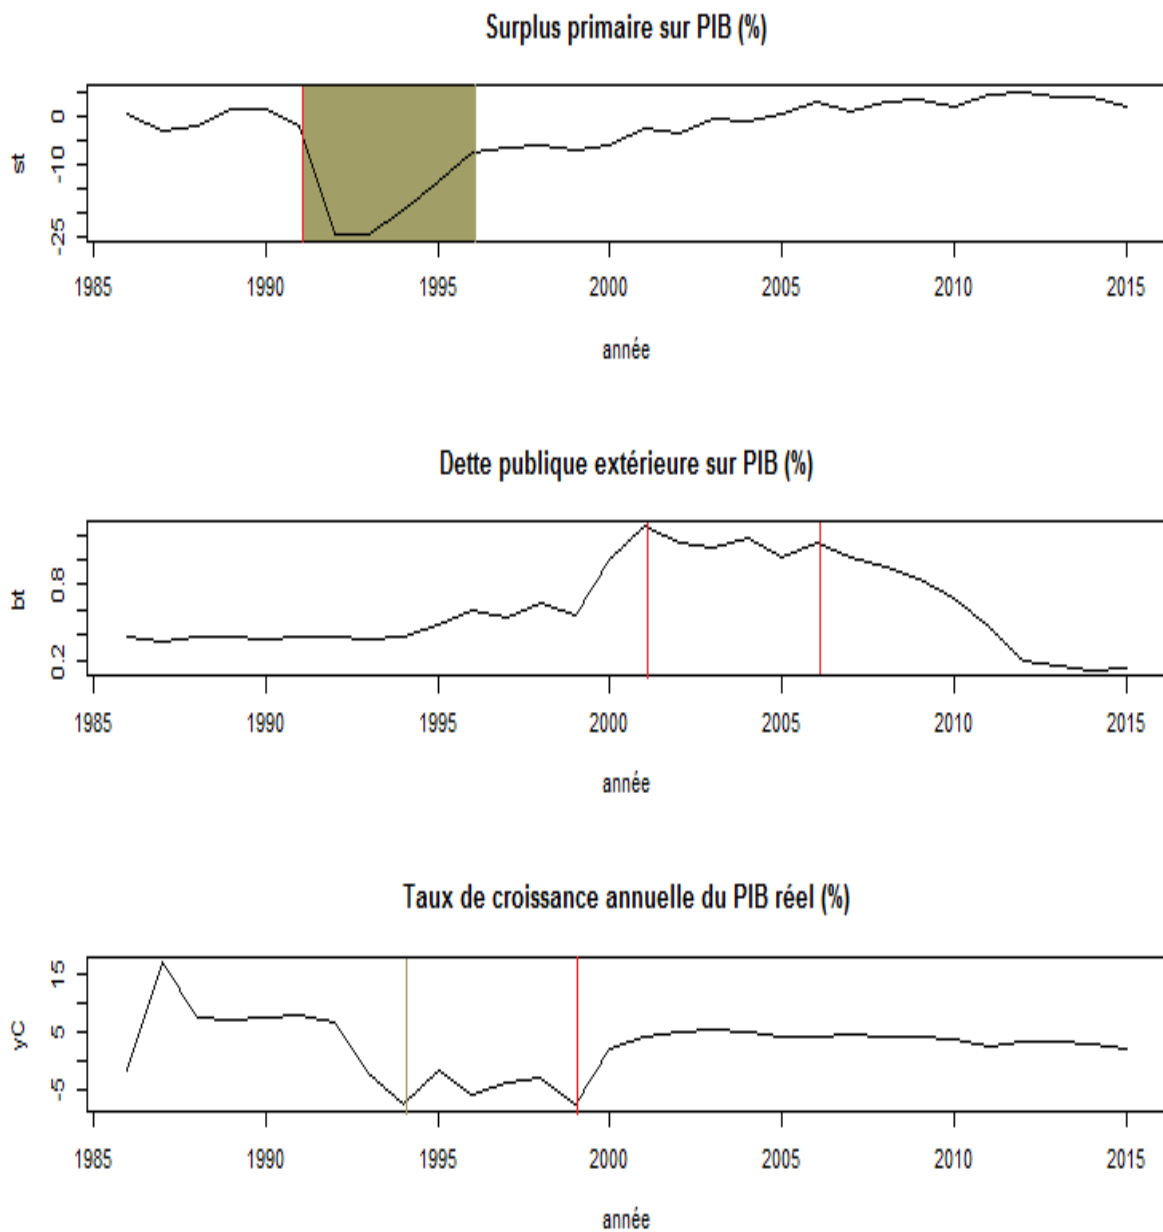 Surplus primaire sur PIB (%)
st
0
-10
-25
1985 1990 1995 2000 2005 2010 2015
année
Dette publique extérieure sur PIB (%)
bt
0.8
0.2
1985 1990 1995 2000 2005 2010 2015
année
Taux de croissance annuelle du PIB réel (%)
yC
15
5
-5
1985 1990 1995 2000 2005 2010 2015
année